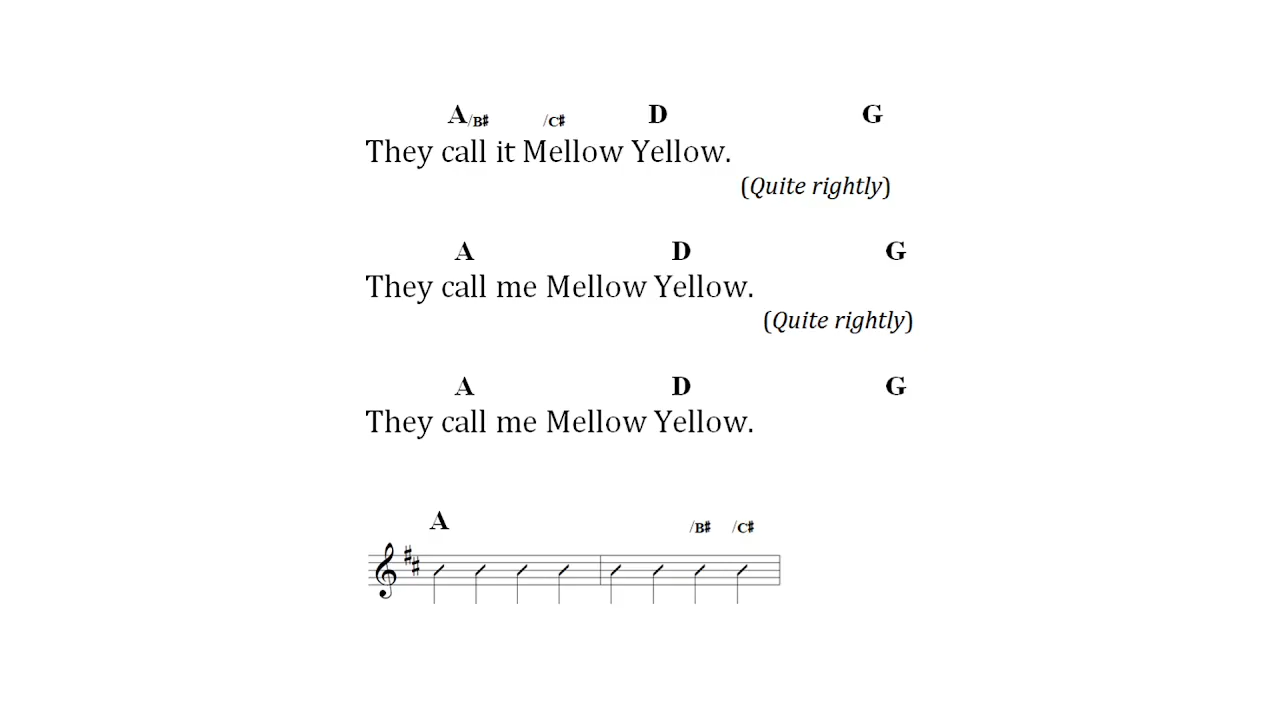 A/B♯ /C♯ D G
They call it Mellow Yellow.
(Quite rightly)
A D G
They call me Mellow Yellow.
(Quite rightly)
A D G
They call me Mellow Yellow.
A /B♯ /C♯